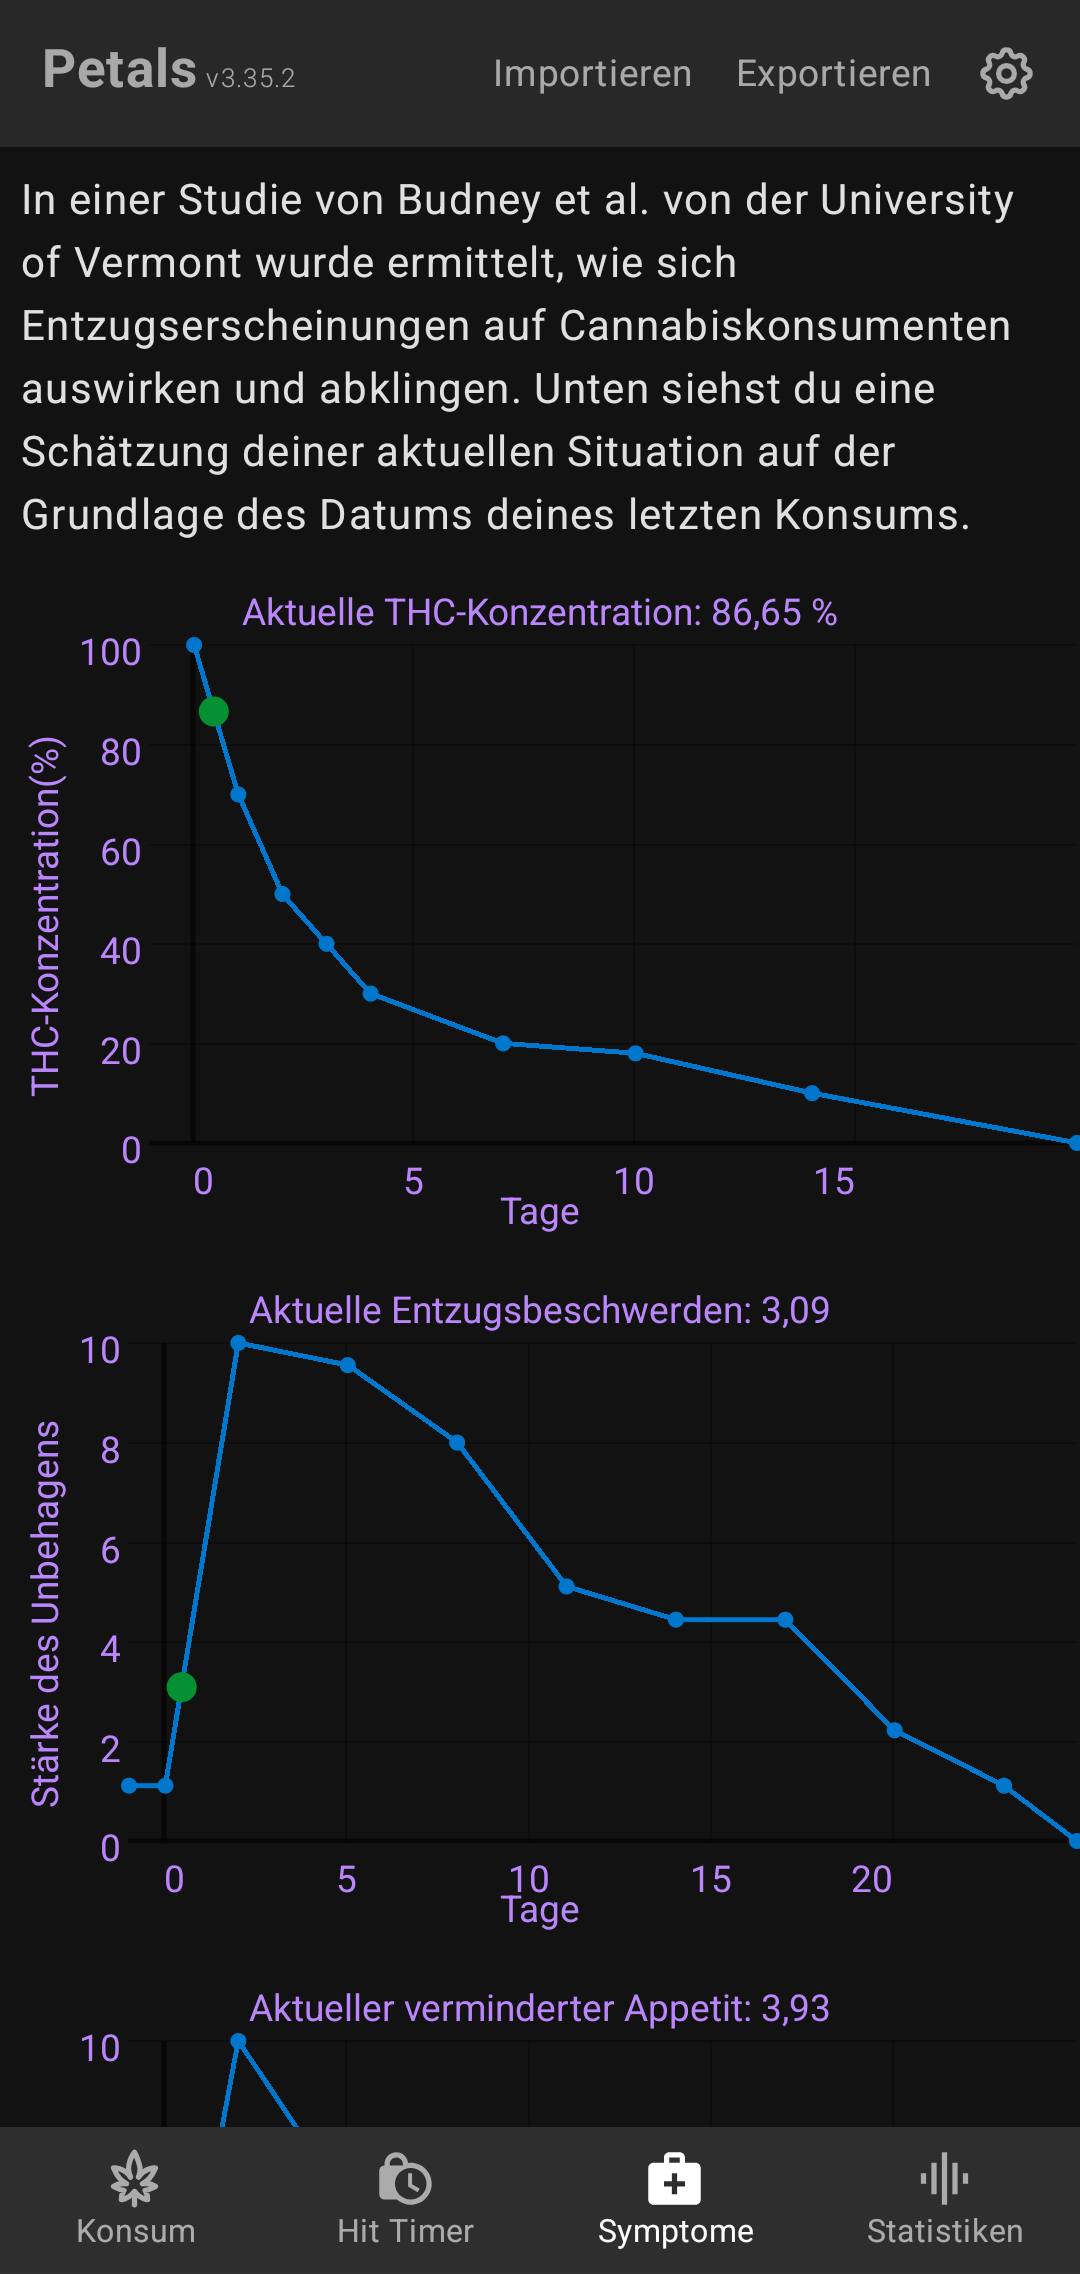 Petals v3.35.2 Importieren Exportieren
In einer Studie von Budney et al. von der University
of Vermont wurde ermittelt, wie sich
Entzugserscheinungen auf Cannabiskonsumenten
auswirken und abklingen. Unten siehst du eine
Schätzung deiner aktuellen Situation auf der
Grundlage des Datums deines letzten Konsums.
Aktuelle THC-Konzentration: 86,65 %
THC-Konzentration(%)
100
80
60
40
20
0
0 5 10 15
Tage
Aktuelle Entzugsbeschwerden: 3,09
Stärke des Unbehagens
10
8
6
4
2
0
0 5 10 15 20
Tage
Aktueller verminderter Appetit: 3,93
10
Konsum Hit Timer Symptome Statistiken